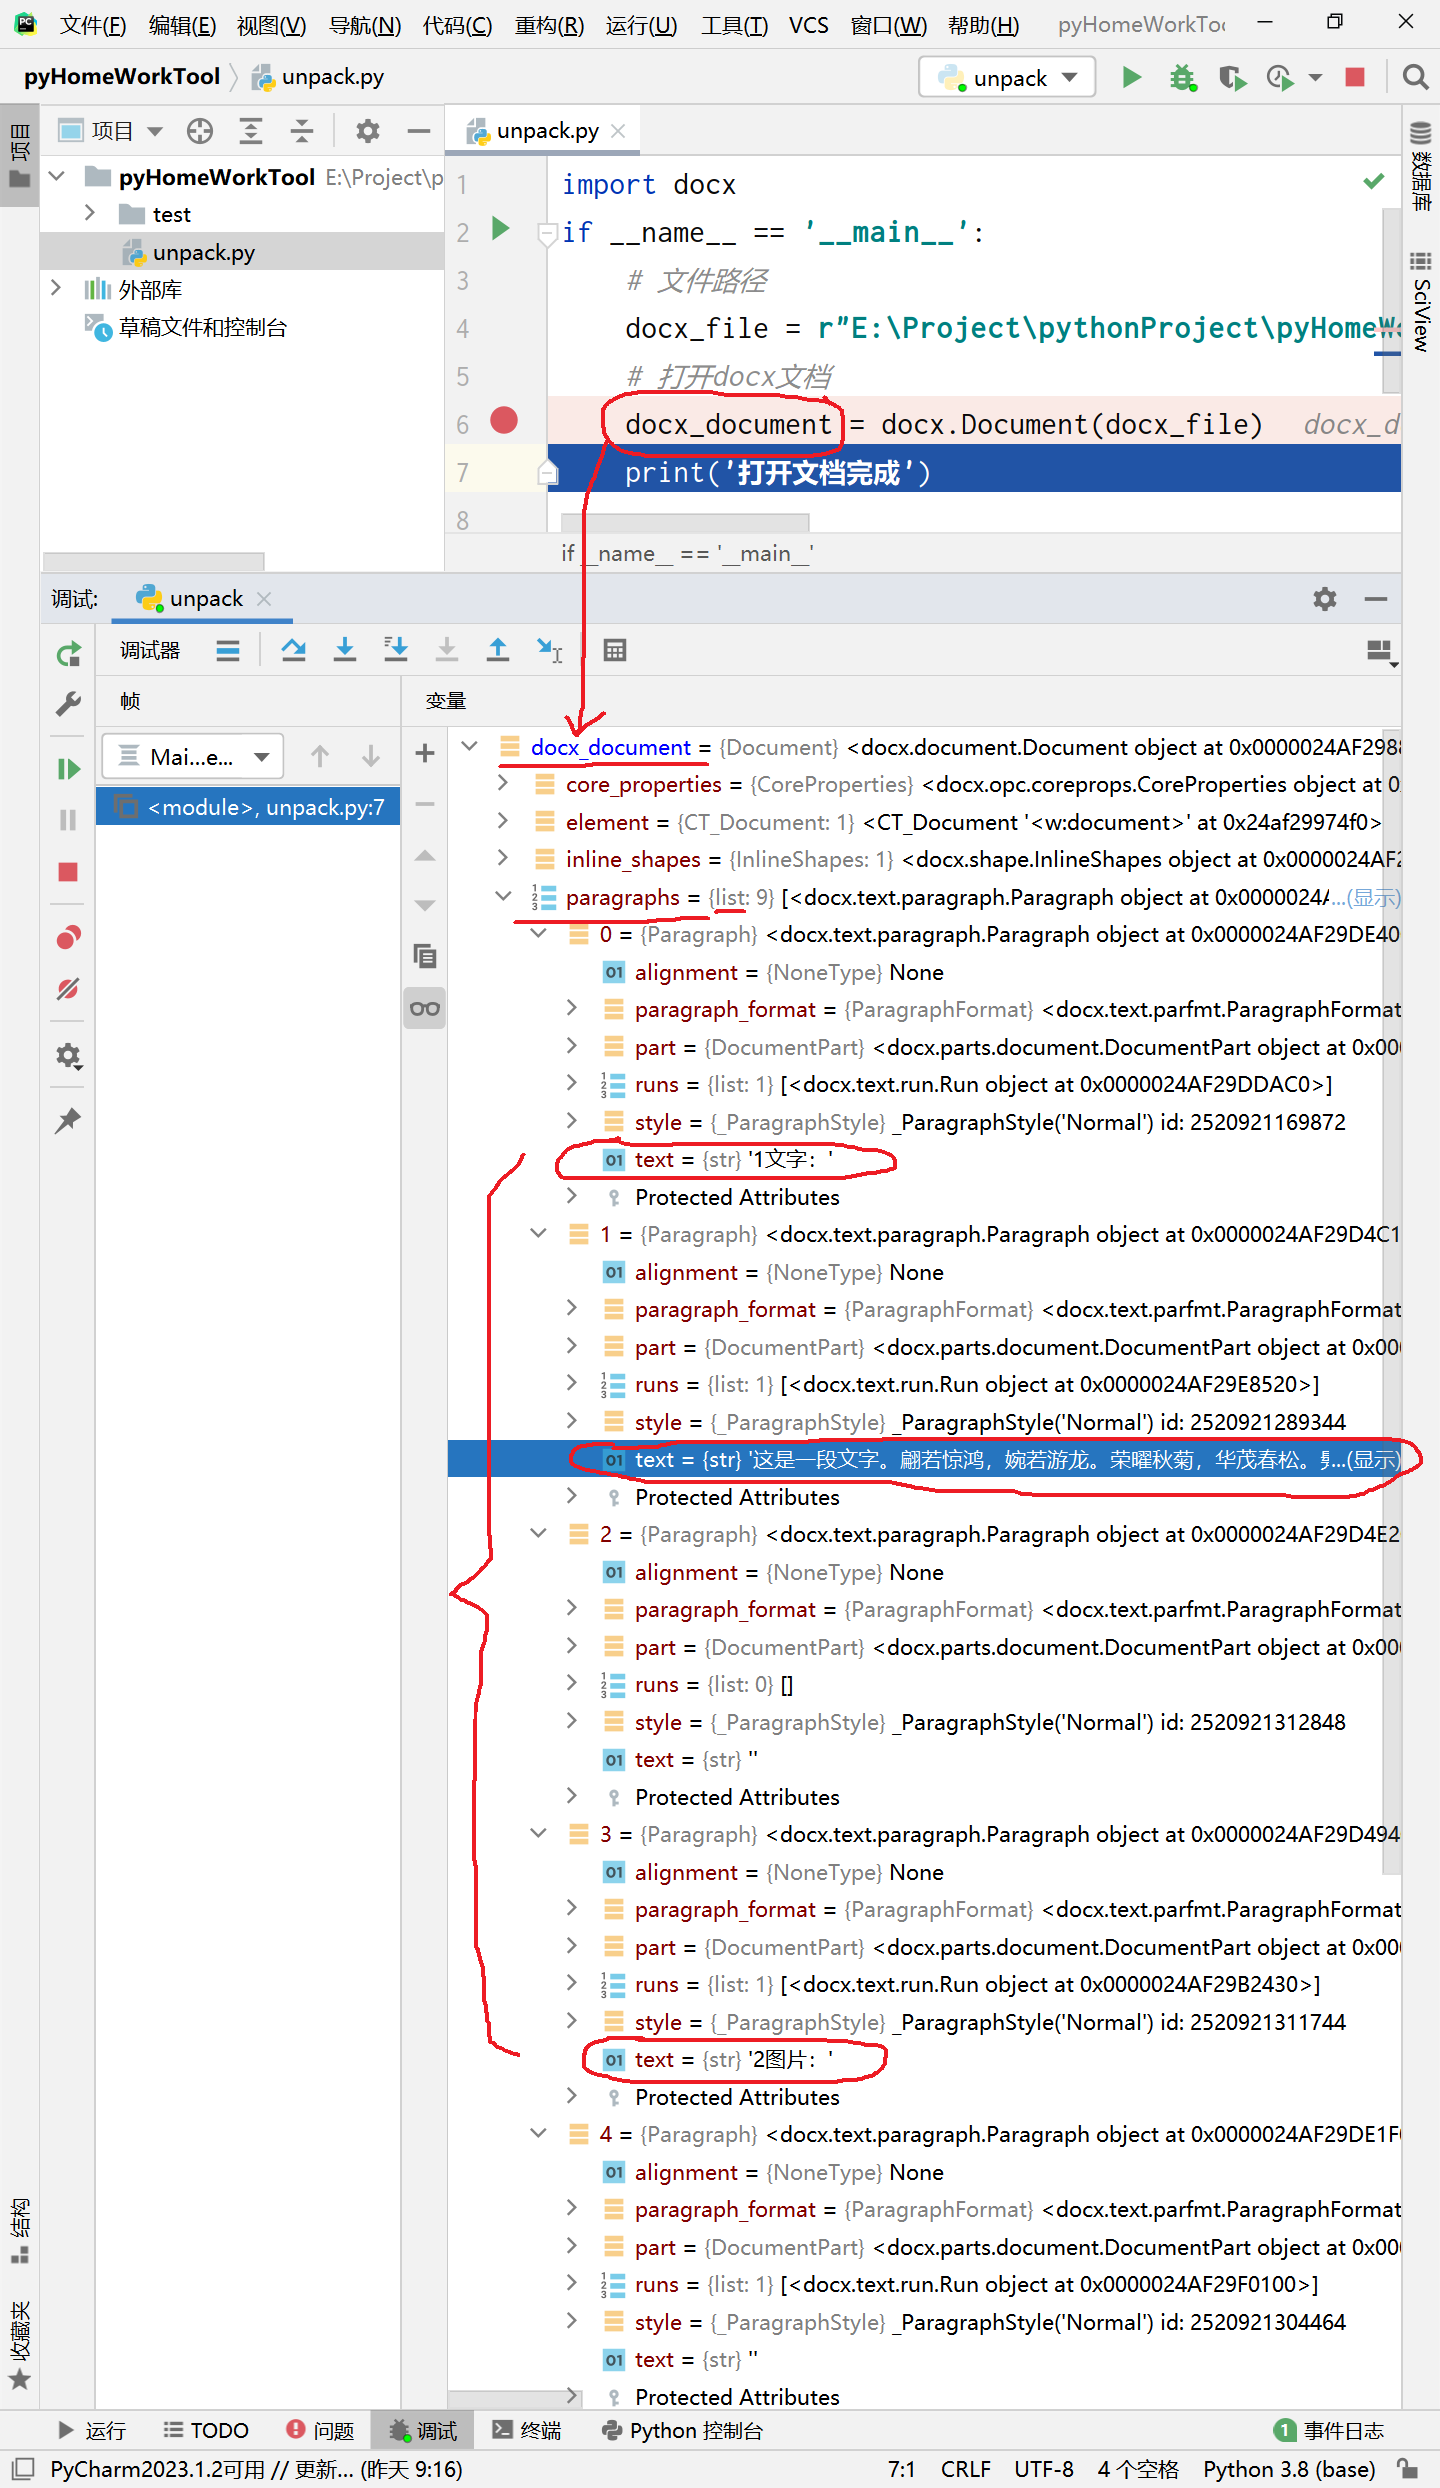 文件(F) 编辑(E) 视图(V) 导航(N) 代码(C) 重构(R) 运行(U) 工具(T) VCS 窗口(W) 帮助(H) pyHomeWorkToo
pyHomeWorkTool unpack.py unpack
项目 项目 unpack.py 数据库
pyHomeWorkTool E:\Project\p
test
unpack.py
外部库
草稿文件和控制台
SciView
1 import docx
2 if __name__ == '__main__':
3 # 文件路径
4 docx_file = r"E:\Project\pythonProject\pyHomeWo
5 # 打开docx文档
6 docx_document = docx.Document(docx_file) docx_d
7 print('打开文档完成')
8
if __name__ == '__main__'
调试: unpack
调试器
帧 变量
Mai...e...
<module>, unpack.py:7
docx_document = {Document} <docx.document.Document object at 0x0000024AF298
core_properties = {CoreProperties} <docx.opc.coreprops.CoreProperties object at 0
element = {CT_Document: 1} <CT_Document '<w:document>' at 0x24af29974f0>
inline_shapes = {InlineShapes: 1} <docx.shape.InlineShapes object at 0x0000024AF2
paragraphs = {list: 9} [<docx.text.paragraph.Paragraph object at 0x0000024A ...(显示)
0 = {Paragraph} <docx.text.paragraph.Paragraph object at 0x0000024AF29DE40
alignment = {NoneType} None
paragraph_format = {ParagraphFormat} <docx.text.parfmt.ParagraphFormat
part = {DocumentPart} <docx.parts.document.DocumentPart object at 0x00
runs = {list: 1} [<docx.text.run.Run object at 0x0000024AF29DDAC0>]
style = {_ParagraphStyle} _ParagraphStyle('Normal') id: 2520921169872
text = {str} '1文字：'
Protected Attributes
1 = {Paragraph} <docx.text.paragraph.Paragraph object at 0x0000024AF29D4C1
alignment = {NoneType} None
paragraph_format = {ParagraphFormat} <docx.text.parfmt.ParagraphFormat
part = {DocumentPart} <docx.parts.document.DocumentPart object at 0x00
runs = {list: 1} [<docx.text.run.Run object at 0x0000024AF29E8520>]
style = {_ParagraphStyle} _ParagraphStyle('Normal') id: 2520921289344
text = {str} '这是一段文字。翩若惊鸿，婉若游龙。荣曜秋菊，华茂春松。...(显示)
Protected Attributes
2 = {Paragraph} <docx.text.paragraph.Paragraph object at 0x0000024AF29D4E2
alignment = {NoneType} None
paragraph_format = {ParagraphFormat} <docx.text.parfmt.ParagraphFormat
part = {DocumentPart} <docx.parts.document.DocumentPart object at 0x00
runs = {list: 0} []
style = {_ParagraphStyle} _ParagraphStyle('Normal') id: 2520921312848
text = {str} ''
Protected Attributes
3 = {Paragraph} <docx.text.paragraph.Paragraph object at 0x0000024AF29D494
alignment = {NoneType} None
paragraph_format = {ParagraphFormat} <docx.text.parfmt.ParagraphFormat
part = {DocumentPart} <docx.parts.document.DocumentPart object at 0x00
runs = {list: 1} [<docx.text.run.Run object at 0x0000024AF29B2430>]
style = {_ParagraphStyle} _ParagraphStyle('Normal') id: 2520921311744
text = {str} '2图片：'
Protected Attributes
4 = {Paragraph} <docx.text.paragraph.Paragraph object at 0x0000024AF29DE1F
alignment = {NoneType} None
paragraph_format = {ParagraphFormat} <docx.text.parfmt.ParagraphFormat
part = {DocumentPart} <docx.parts.document.DocumentPart object at 0x00
runs = {list: 1} [<docx.text.run.Run object at 0x0000024AF29F0100>]
style = {_ParagraphStyle} _ParagraphStyle('Normal') id: 2520921304464
text = {str} ''
Protected Attributes
结构
收藏夹
运行 TODO 问题 调试 终端 Python 控制台 1 事件日志
PyCharm2023.1.2可用 // 更新... (昨天 9:16) 7:1 CRLF UTF-8 4 个空格 Python 3.8 (base)